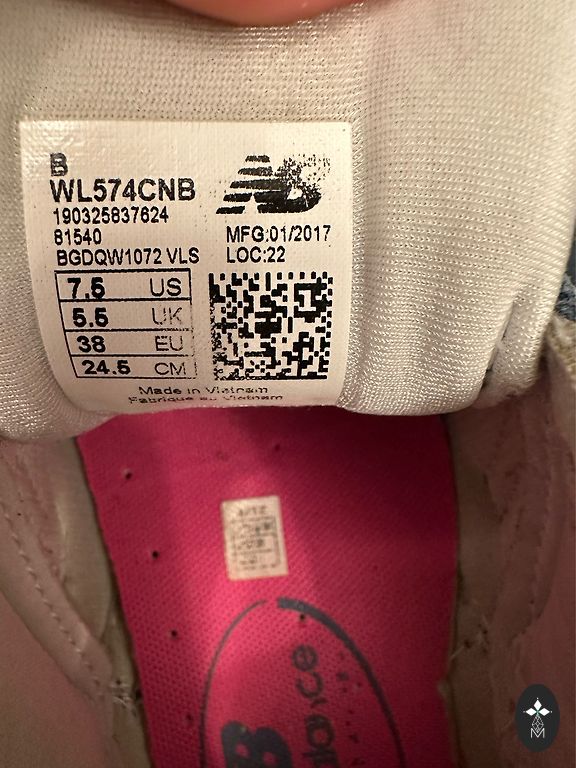 B
WL574CNB
190325837624
81540
MFG:01/2017
BGDQW1072 VLS
LOC:22
7.5 US
5.5 UK
38 EU
24.5 CM
Made in Vietnam
Fabriqué au Vietnam
NB
B